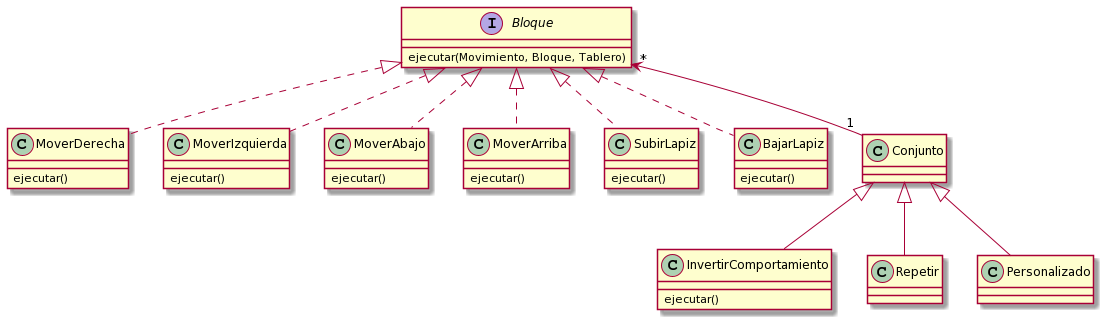 I Bloque
ejecutar(Movimiento, Bloque, Tablero)
*
1
C MoverDerecha
ejecutar()
C MoverIzquierda
ejecutar()
C MoverAbajo
ejecutar()
C MoverArriba
ejecutar()
C SubirLapiz
ejecutar()
C BajarLapiz
ejecutar()
C Conjunto
C InvertirComportamiento
ejecutar()
C Repetir
C Personalizado